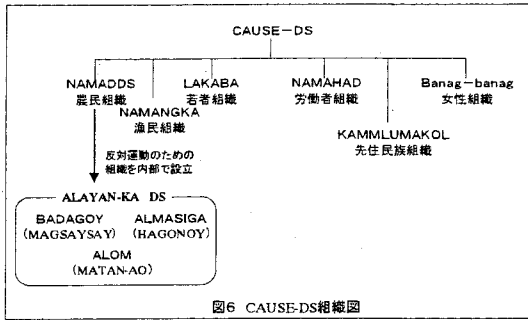 CAUSE-DS
NAMADDS
農民組織
NAMANGKA
漁民組織
LAKABA
若者組織
NAMAHAD
労働者組織
KAMMLUMAKOL
先住民族組織
Banag-banag
女性組織
反対運動のための
組織を内部で設立
ALAYAN-KA DS
BADAGOY ALMASIGA
(MAGSAYSAY) (HAGONOY)
ALOM
(MATAN-AO)
図6 CAUSE-DS組織図